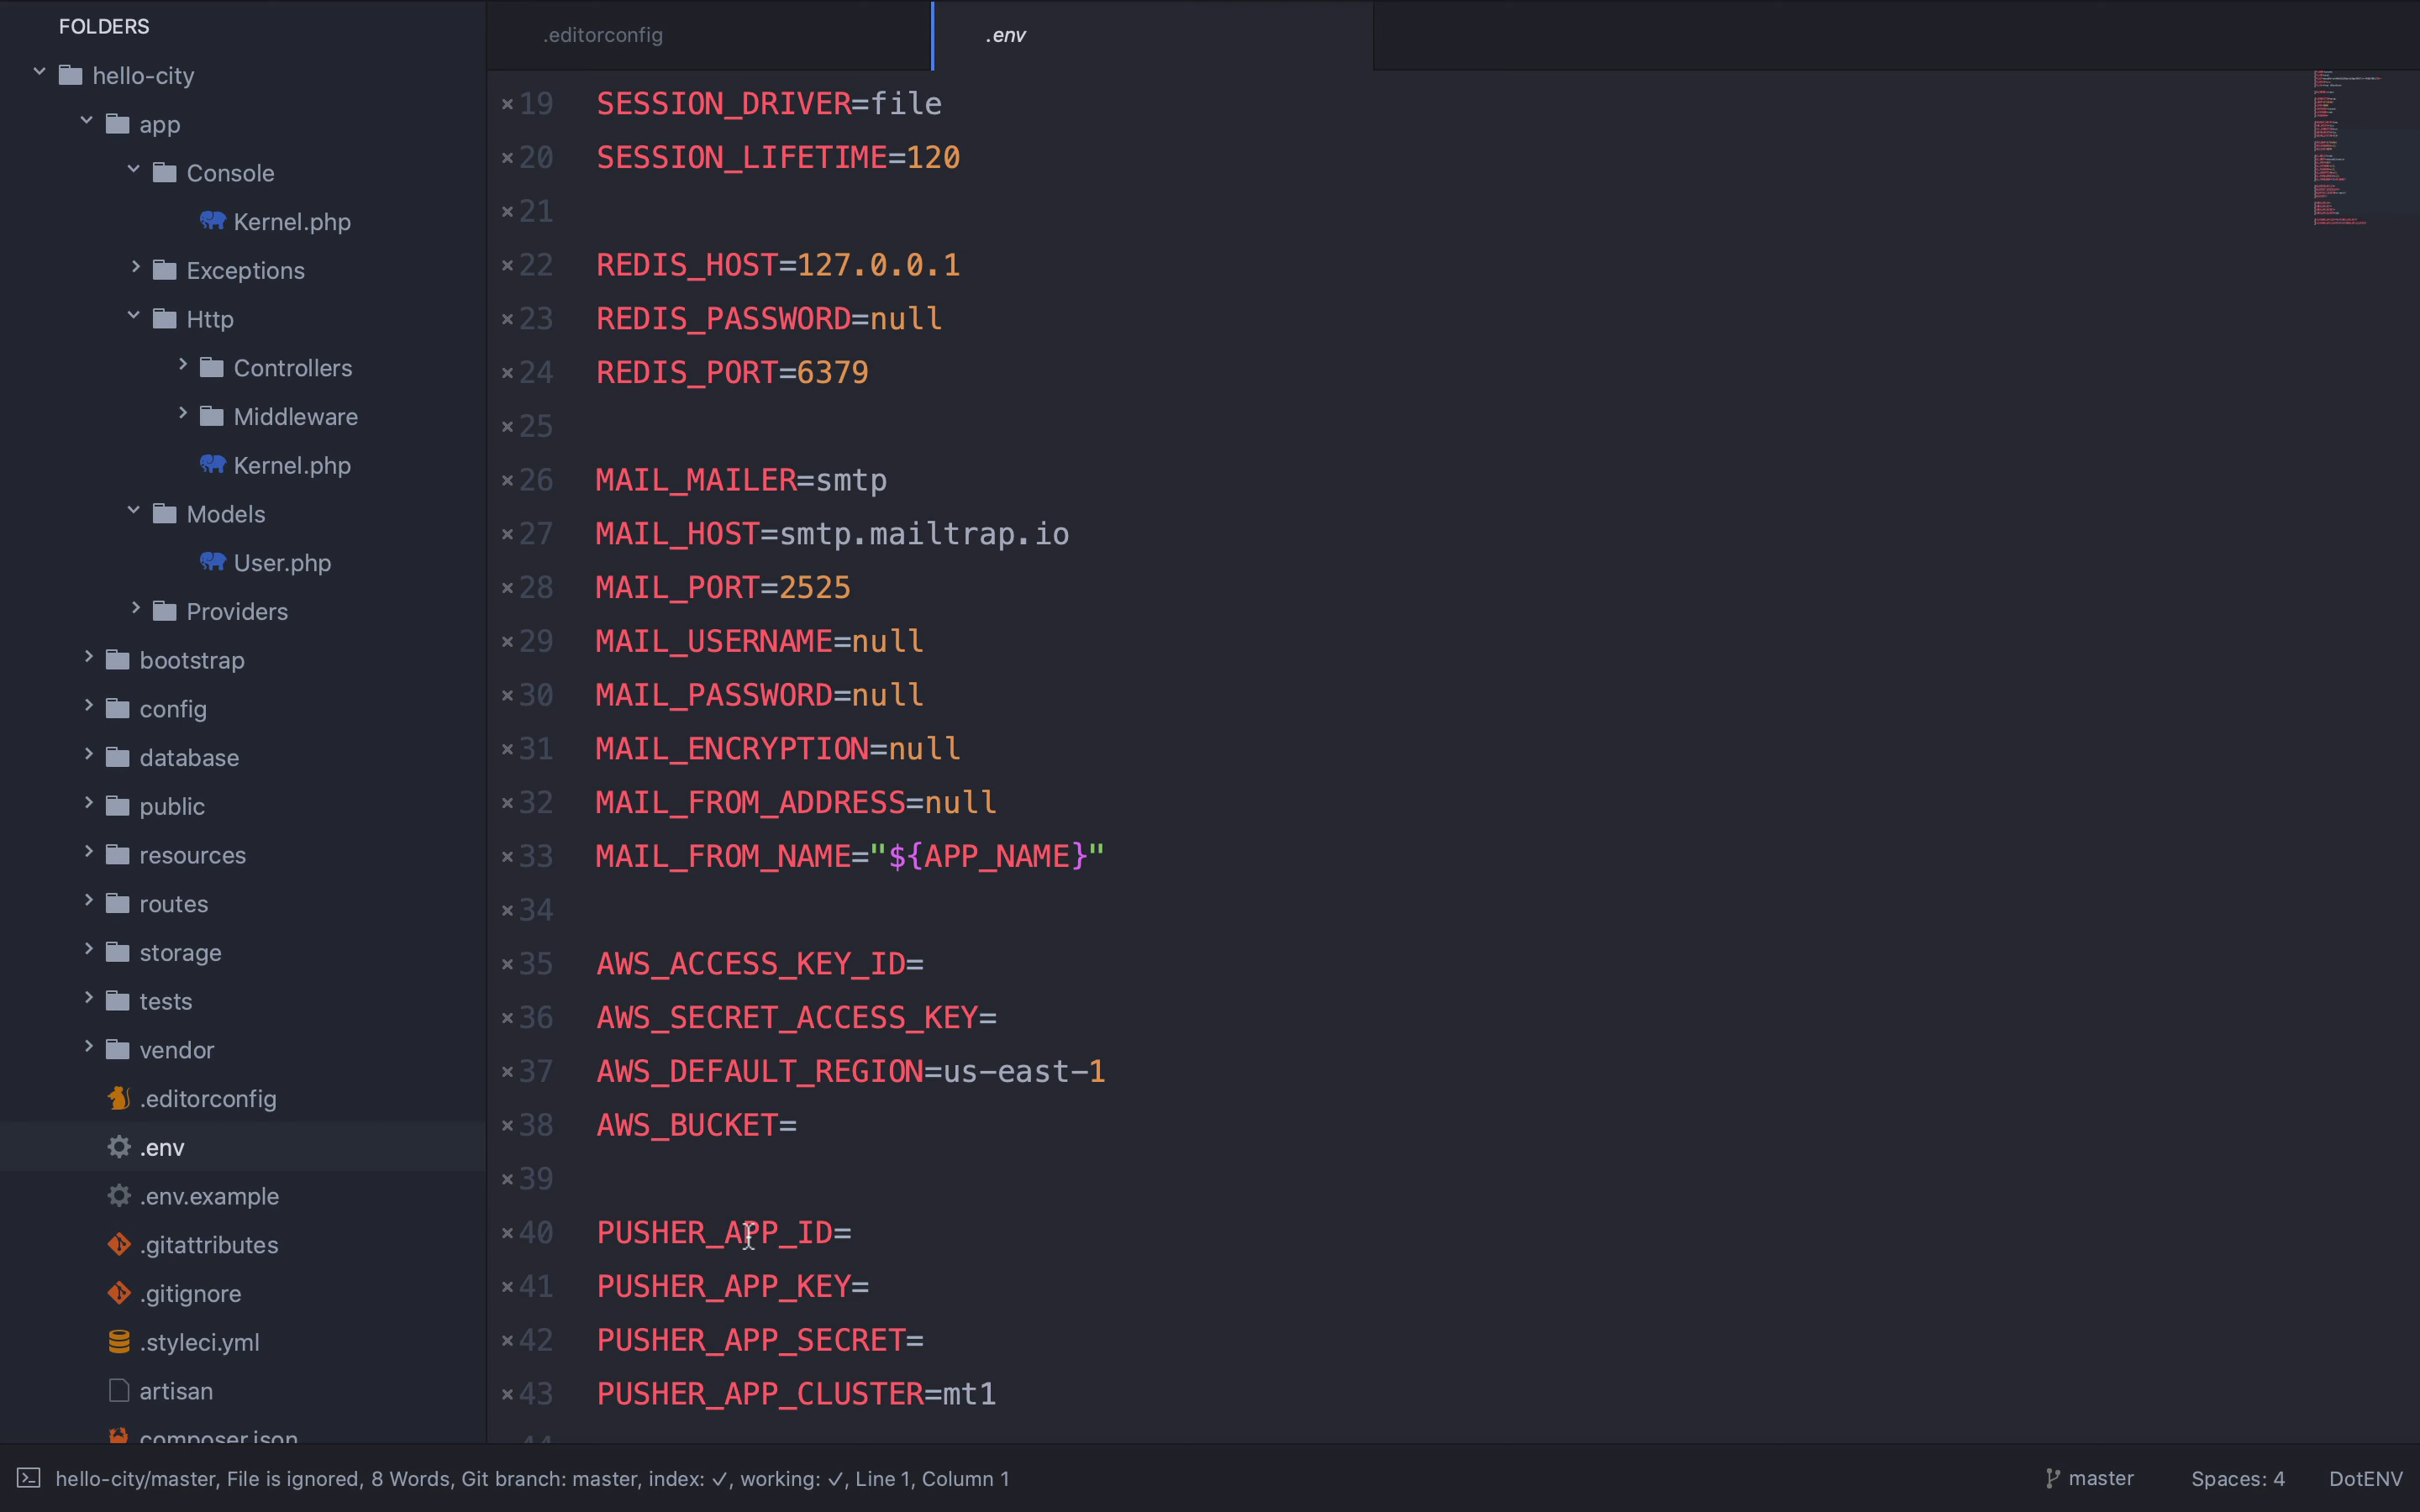 FOLDERS
hello-city
app
Console
Kernel.php
Exceptions
Http
Controllers
Middleware
Kernel.php
Models
User.php
Providers
bootstrap
config
database
public
resources
routes
storage
tests
vendor
.editorconfig
.env
.env.example
.gitattributes
.gitignore
.styleci.yml
artisan
composer.json
.editorconfig
.env
19 SESSION_DRIVER=file
20 SESSION_LIFETIME=120
21
22 REDIS_HOST=127.0.0.1
23 REDIS_PASSWORD=null
24 REDIS_PORT=6379
25
26 MAIL_MAILER=smtp
27 MAIL_HOST=smtp.mailtrap.io
28 MAIL_PORT=2525
29 MAIL_USERNAME=null
30 MAIL_PASSWORD=null
31 MAIL_ENCRYPTION=null
32 MAIL_FROM_ADDRESS=null
33 MAIL_FROM_NAME="${APP_NAME}"
34
35 AWS_ACCESS_KEY_ID=
36 AWS_SECRET_ACCESS_KEY=
37 AWS_DEFAULT_REGION=us-east-1
38 AWS_BUCKET=
39
40 PUSHER_APP_ID=
41 PUSHER_APP_KEY=
42 PUSHER_APP_SECRET=
43 PUSHER_APP_CLUSTER=mt1
44
hello-city/master, File is ignored, 8 Words, Git branch: master, index: ✓, working: ✓, Line 1, Column 1
master
Spaces: 4
DotENV